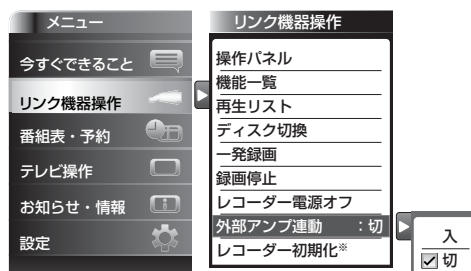 メニュー
今すぐできること
リンク機器操作
番組表・予約
テレビ操作
お知らせ・情報
設定
リンク機器操作
操作パネル
機能一覧
再生リスト
ディスク切換
一発録画
録画停止
レコーダー電源オフ
外部アンプ連動 ：切
レコーダー初期化※
入
切